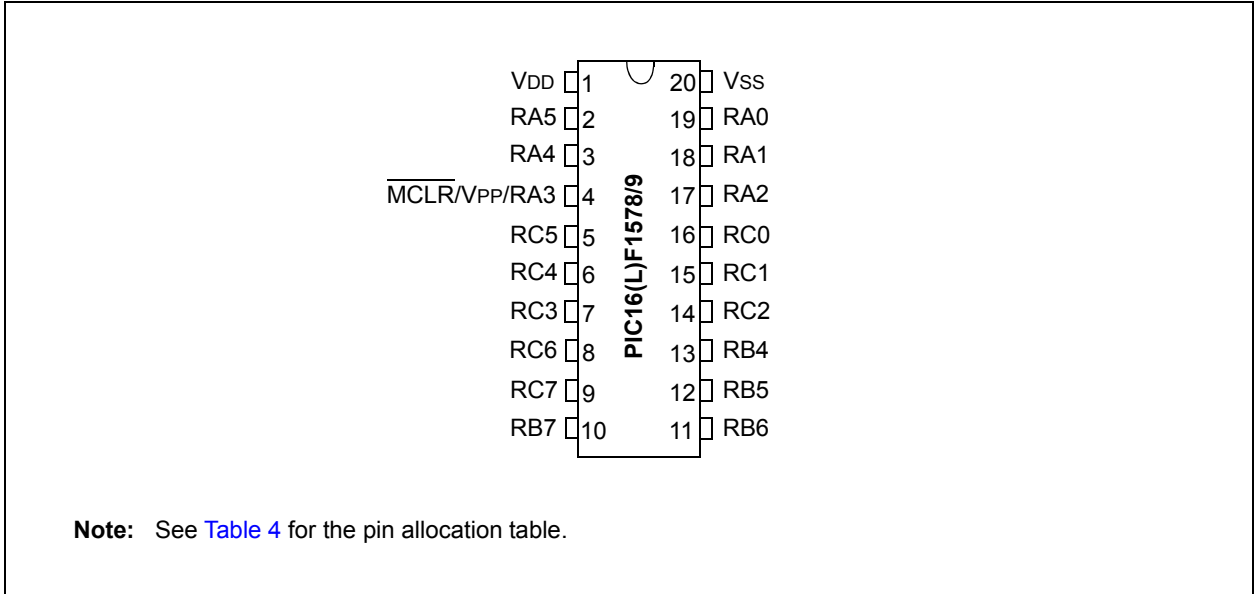 VDD 1 20 VSS
RA5 2 19 RA0
RA4 3 18 RA1
MCLR/VPP/RA3 4 17 RA2
RC5 5 16 RC0
RC4 6 15 RC1
RC3 7 14 RC2
RC6 8 13 RB4
RC7 9 12 RB5
RB7 10 11 RB6
PIC16(L)F1578/9
Note: See Table 4 for the pin allocation table.